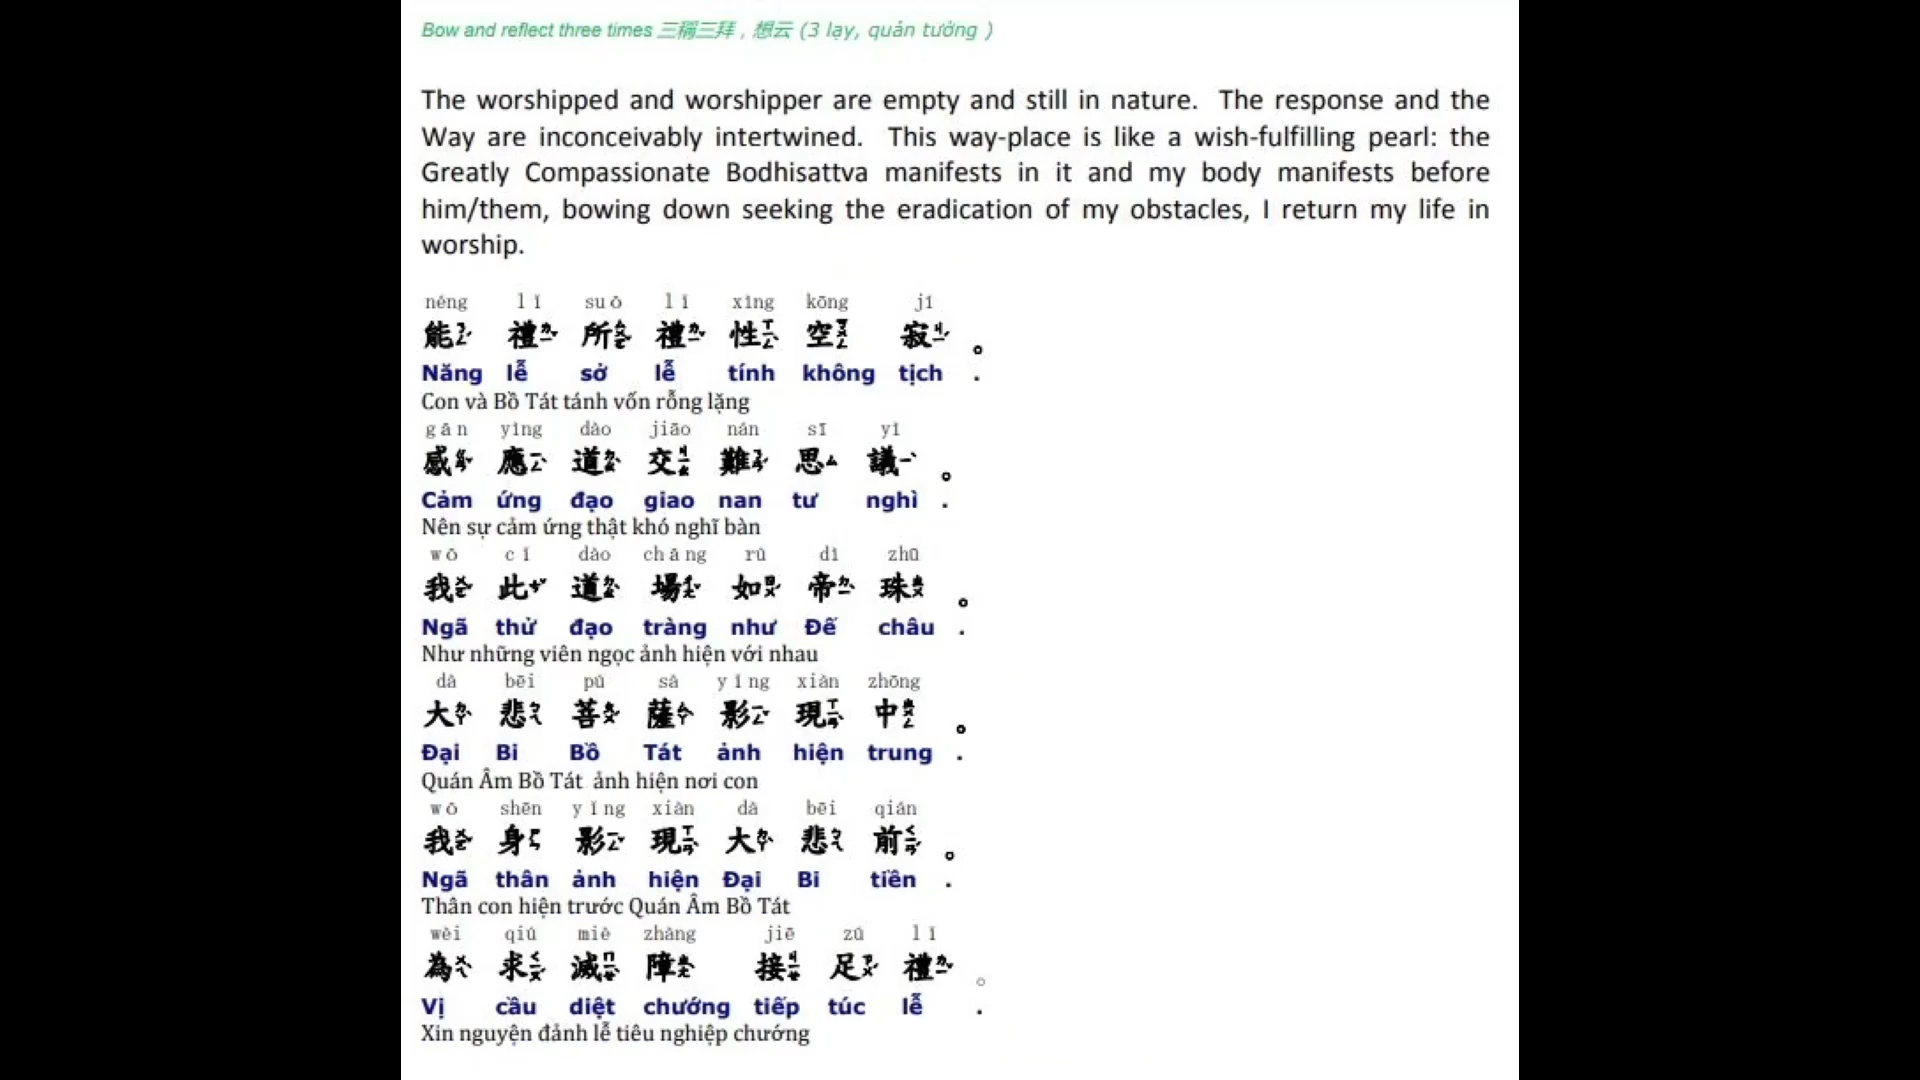 Bow and reflect three times 三稱三拜，想云 (3 lạy, quán tưởng )
The worshipped and worshipper are empty and still in nature. The response and the
Way are inconceivably intertwined. This way-place is like a wish-fulfilling pearl: the
Greatly Compassionate Bodhisattva manifests in it and my body manifests before
him/them, bowing down seeking the eradication of my obstacles, I return my life in
worship.
néng lǐ suǒ lǐ xìng kōng jí
能 禮 所 禮 性 空 寂 。
Năng lễ sở lễ tính không tịch .
Con và Bồ Tát tánh vốn rỗng lặng
gǎn yìng dào jiāo nán sī yì
感 應 道 交 難 思 議 。
Cảm ứng đạo giao nan tư nghì .
Nên sự cảm ứng thật khó nghĩ bàn
wǒ cǐ dào chǎng rú dì zhū
我 此 道 場 如 帝 珠 。
Ngã thử đạo tràng như Đế châu .
Như những viên ngọc ảnh hiện với nhau
dà bēi pú sà yǐng xiàn zhōng
大 悲 菩 薩 影 現 中 。
Đại Bi Bồ Tát ảnh hiện trung .
Quán Âm Bồ Tát ảnh hiện nơi con
wǒ shēn yǐng xiàn dà bēi qián
我 身 影 現 大 悲 前 。
Ngã thân ảnh hiện Đại Bi tiền .
Thân con hiện trước Quán Âm Bồ Tát
wèi qiú miè zhàng jiē zú lǐ
為 求 滅 障 接 足 禮 。
Vị cầu diệt chướng tiếp túc lễ .
Xin nguyện đảnh lễ tiêu nghiệp chướng